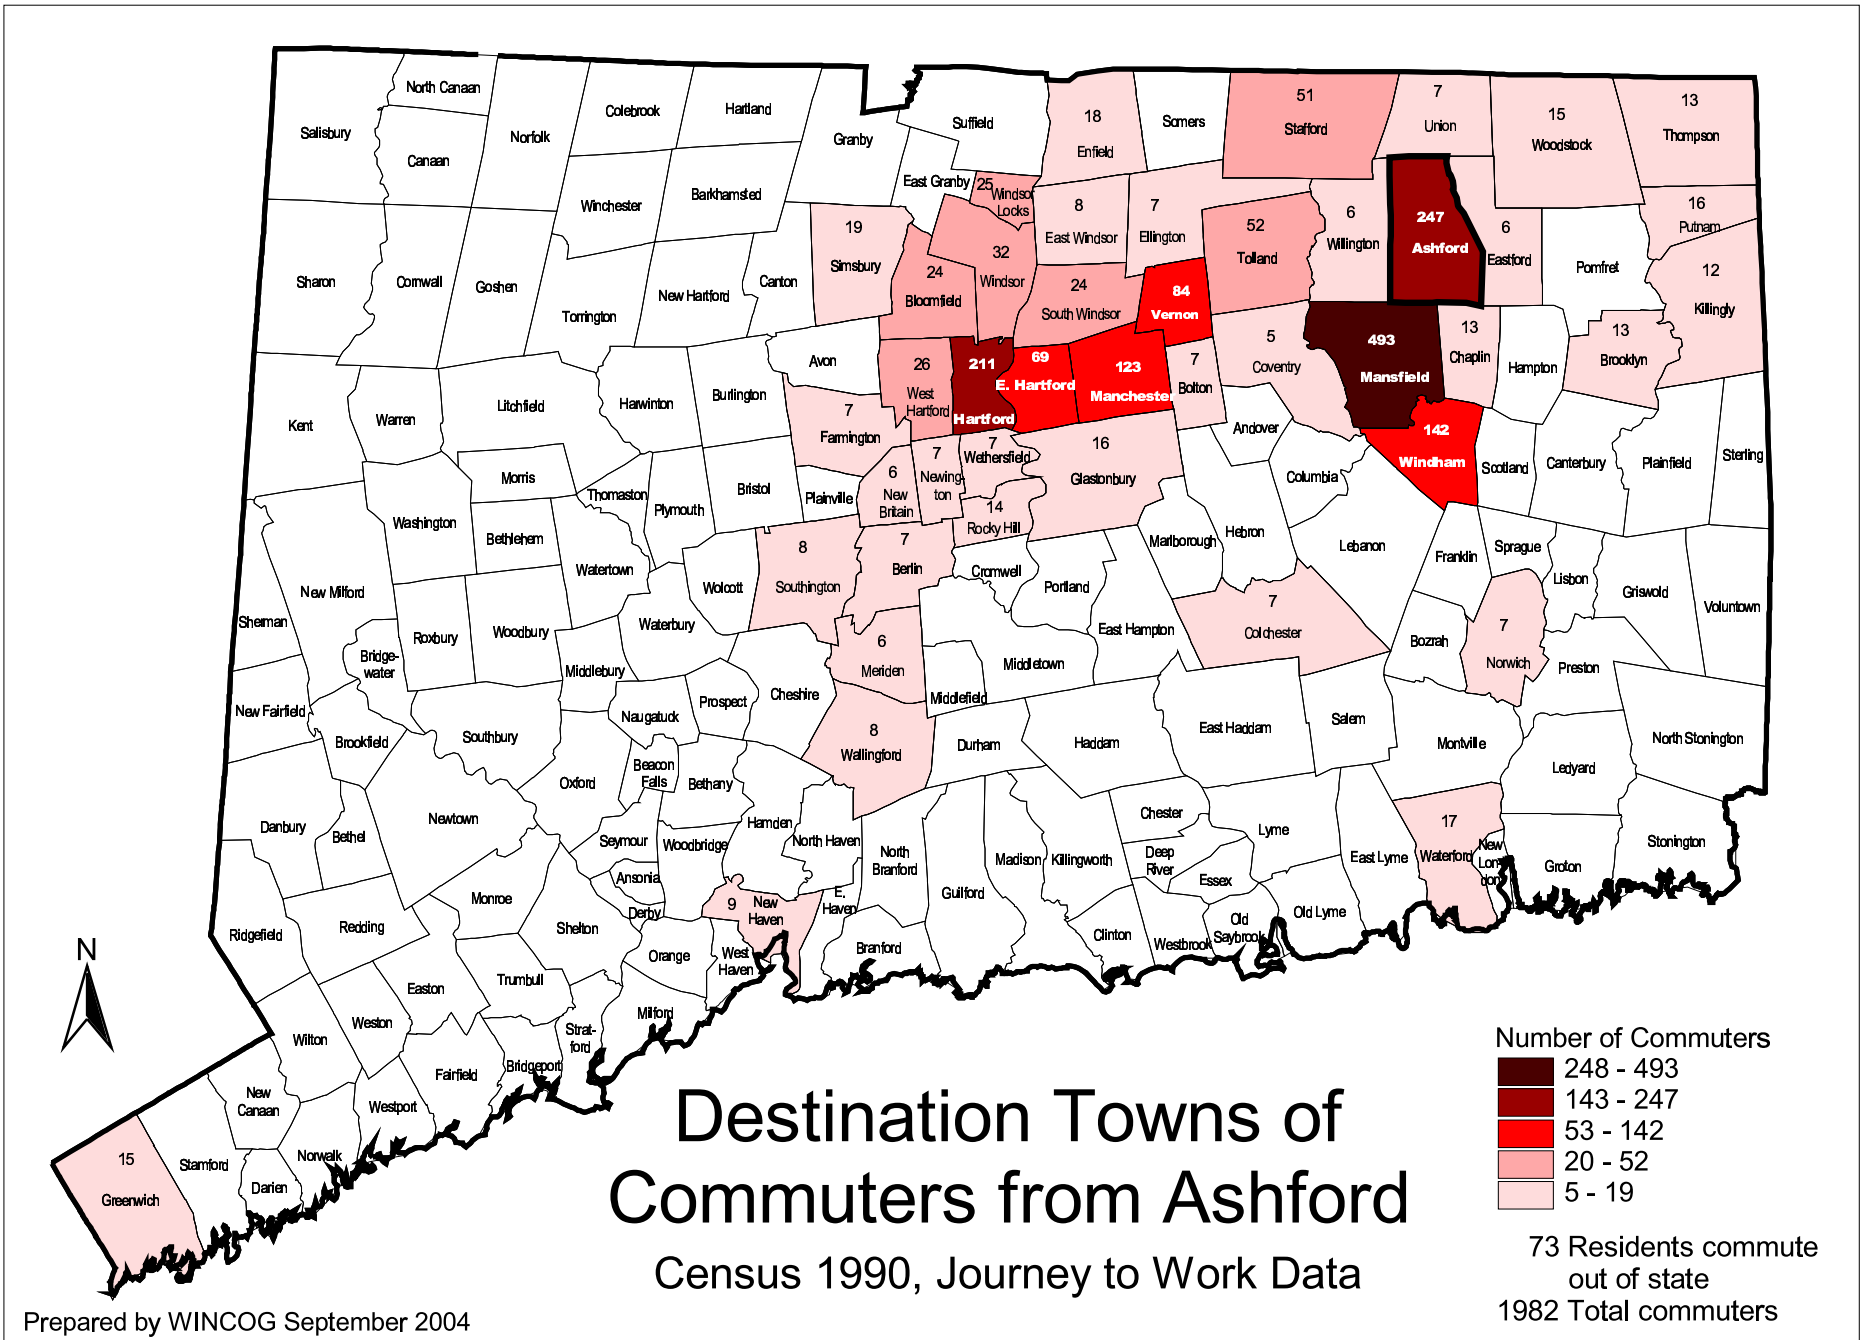 North Canaan
Colebrook
Hartland
Salisbury
Norfolk
Canaan
Granby
Suffield
18
Enfield
Somers
51
Stafford
7
Union
15
Woodstock
13
Thompson
East Granby
25
Windsor
Locks
Winchester
Barkhamsted
19
Simsbury
8
East Windsor
7
Ellington
52
Tolland
6
Willington
247
Ashford
6
Eastford
Pomfret
16
Putnam
12
Killingly
Sharon
Cornwall
Goshen
Torrington
New Hartford
Canton
24
Bloomfield
32
Windsor
24
South Windsor
84
Vernon
Avon
26
West
Hartford
211
Hartford
69
E. Hartford
123
Manchester
7
Bolton
5
Coventry
493
Mansfield
13
Chaplin
Hampton
13
Brooklyn
Kent
Warren
Litchfield
Harwinton
Burlington
7
Farmington
Andover
142
Windham
Scotland
Canterbury
Plainfield
Sterling
Morris
Thomaston
Plymouth
Bristol
Plainville
6
New
Britain
7
Newing-
ton
7
Wethersfield
16
Glastonbury
14
Rocky Hill
Columbia
Washington
Bethlehem
Watertown
Wolcott
8
Southington
7
Berlin
Cromwell
Portland
Marlborough
Hebron
Lebanon
Franklin
Sprague
Lisbon
Griswold
Voluntown
New Milford
Sherman
Roxbury
Woodbury
Waterbury
Bridge-
water
Middlebury
6
Meriden
Middletown
East Hampton
7
Colchester
Bozrah
7
Norwich
Preston
New Fairfield
Brookfield
Southbury
Naugatuck
Prospect
Cheshire
Middlefield
8
Wallingford
Durham
Haddam
East Haddam
Salem
Montville
Ledyard
North Stonington
Oxford
Beacon
Falls
Bethany
Danbury
Bethel
Newtown
Seymour
Woodbridge
Hamden
North Haven
North
Branford
Guilford
Madison
Killingworth
Chester
Deep
River
Essex
Lyme
East Lyme
17
Waterford
New
Lon-
don
Groton
Stonington
Ansonia
Derby
Monroe
Shelton
9
New
Haven
E.
Haven
Branford
Clinton
Westbrook
Old
Saybrook
Old Lyme
Ridgefield
Redding
Orange
West
Haven
Easton
Trumbull
Milford
Strat-
ford
Weston
Wilton
Fairfield
Bridgeport
New
Canaan
Westport
Norwalk
Stamford
Darien
15
Greenwich
N
Destination Towns of
Commuters from Ashford
Census 1990, Journey to Work Data
Number of Commuters
248 - 493
143 - 247
53 - 142
20 - 52
5 - 19
73 Residents commute
out of state
1982 Total commuters
Prepared by WINCOG September 2004